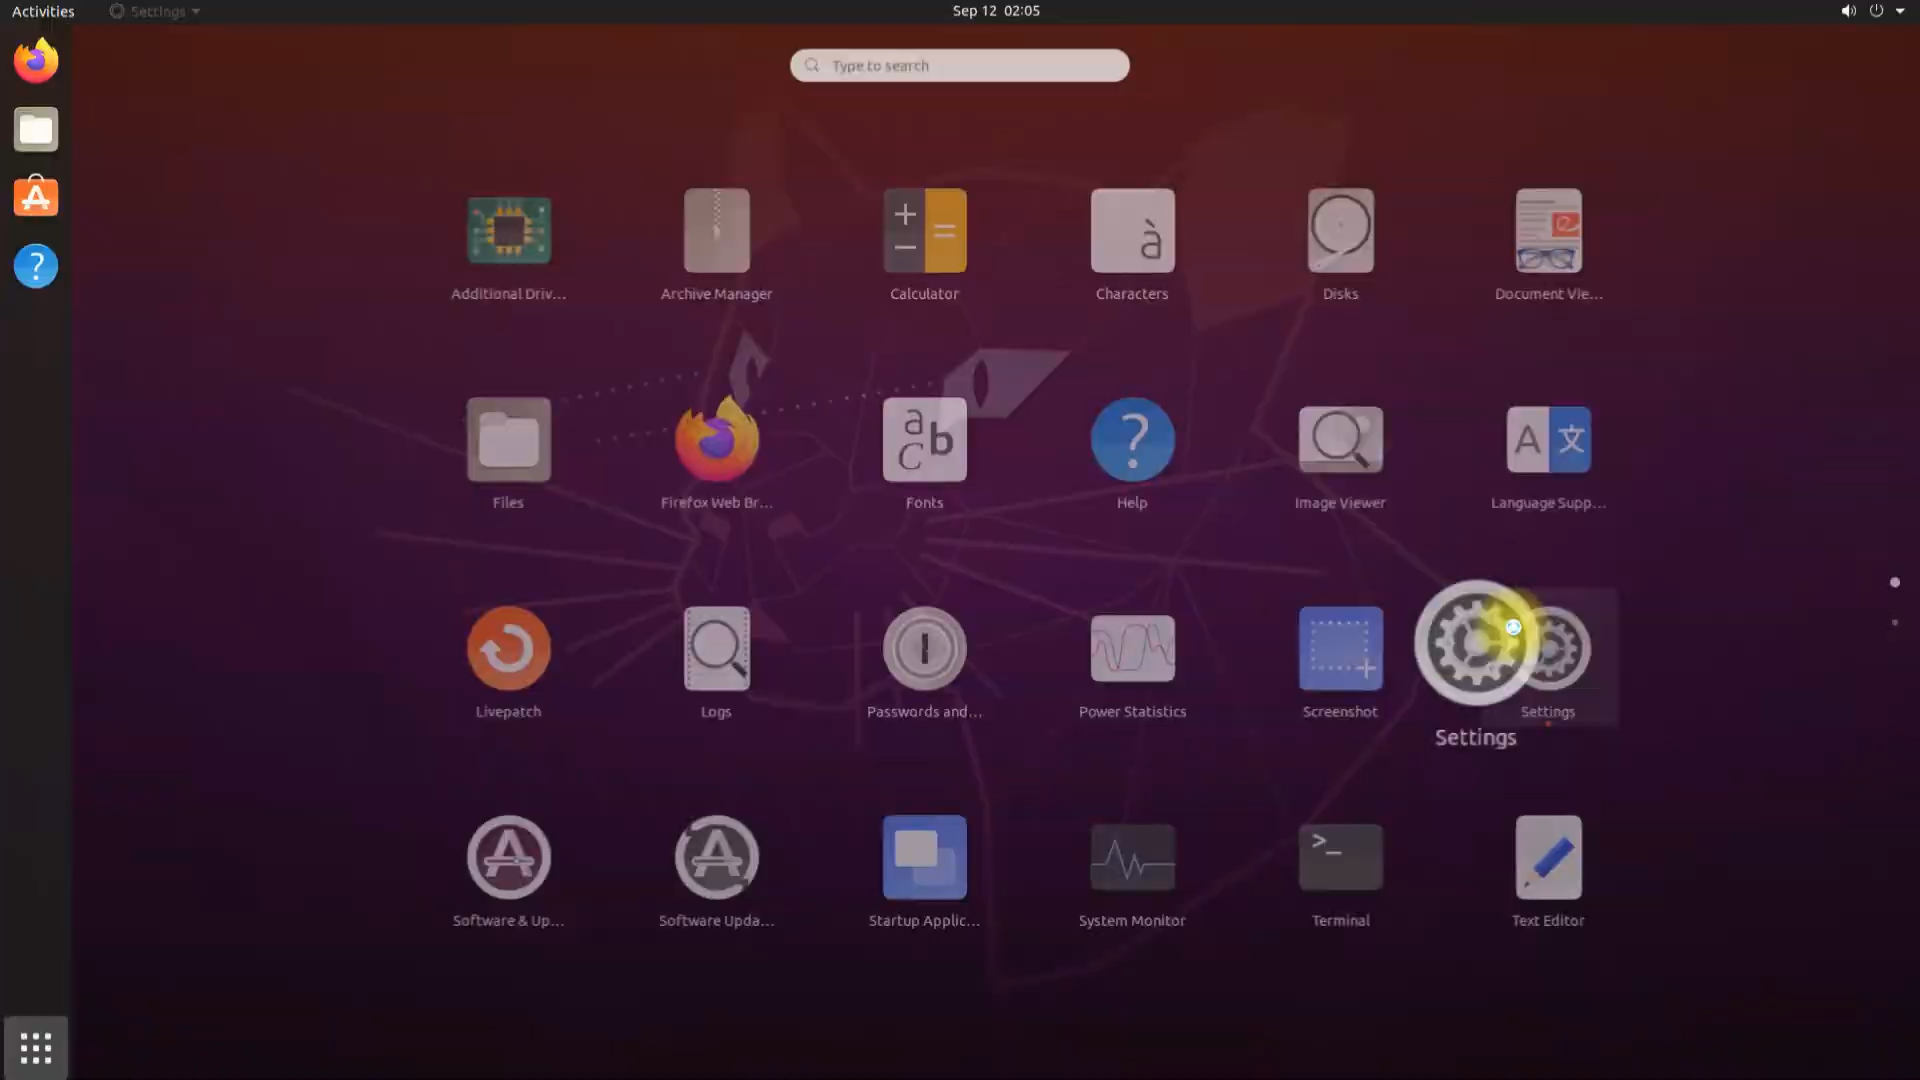 Activities
Settings
Sep 12 02:05
Type to search
Additional Driv...
Archive Manager
Calculator
Characters
Disks
Document Vie...
Files
Firefox Web Br...
Fonts
Help
Image Viewer
Language Supp...
Livepatch
Logs
Passwords and...
Power Statistics
Screenshot
Settings
Settings
Software & Up...
Software Upda...
Startup Applic...
System Monitor
Terminal
Text Editor